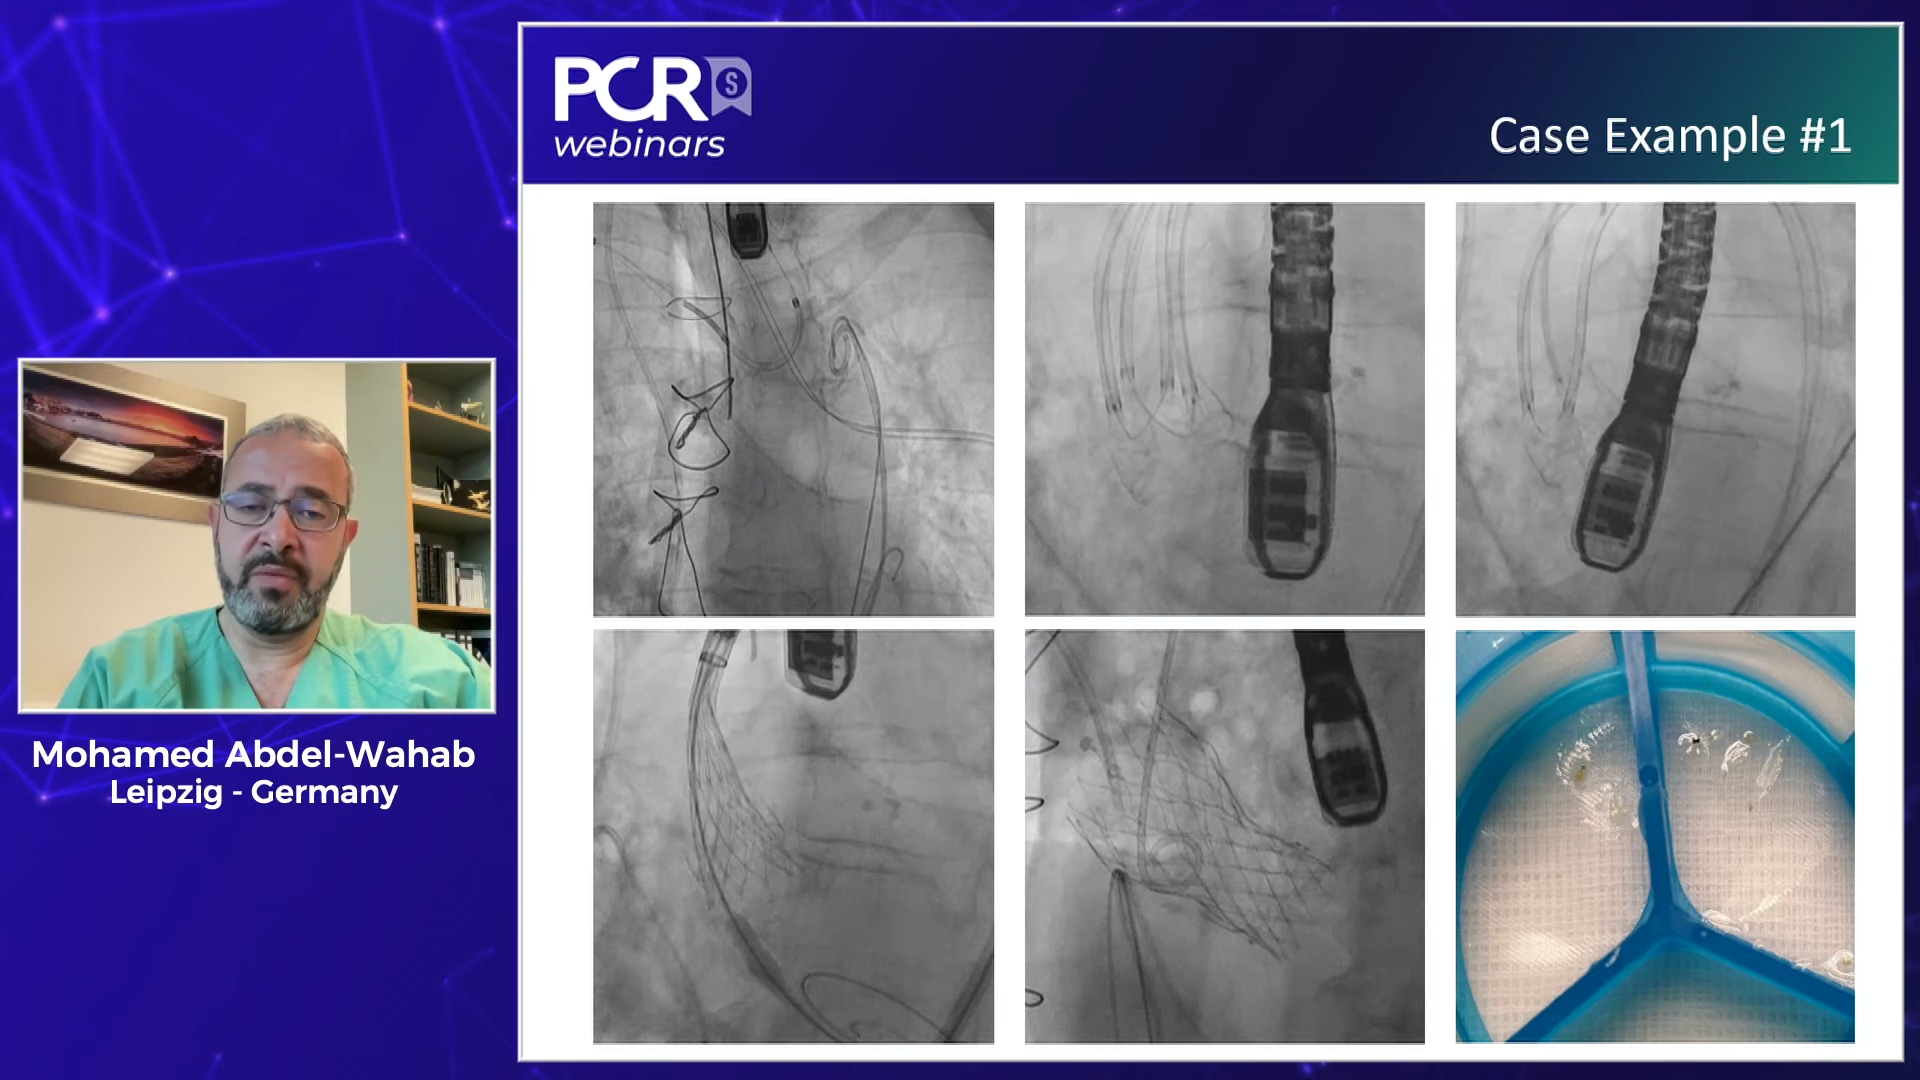 PCR S
webinars
Case Example #1
Mohamed Abdel-Wahab
Leipzig - Germany